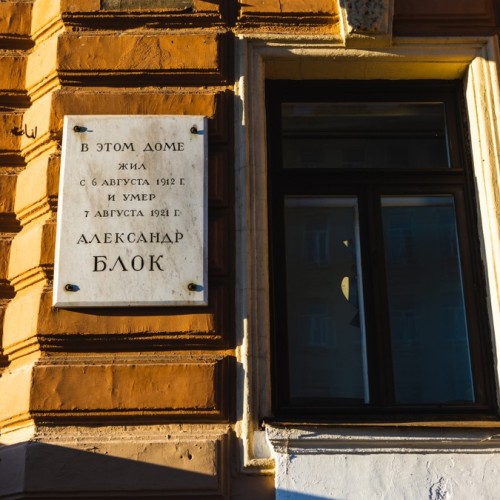 В ЭТОМ ДОМЕ
ЖИЛ
С 6 АВГУСТА 1912 Г.
И УМЕР
7 АВГУСТА 1921 Г.
АЛЕКСАНДР
БЛОК